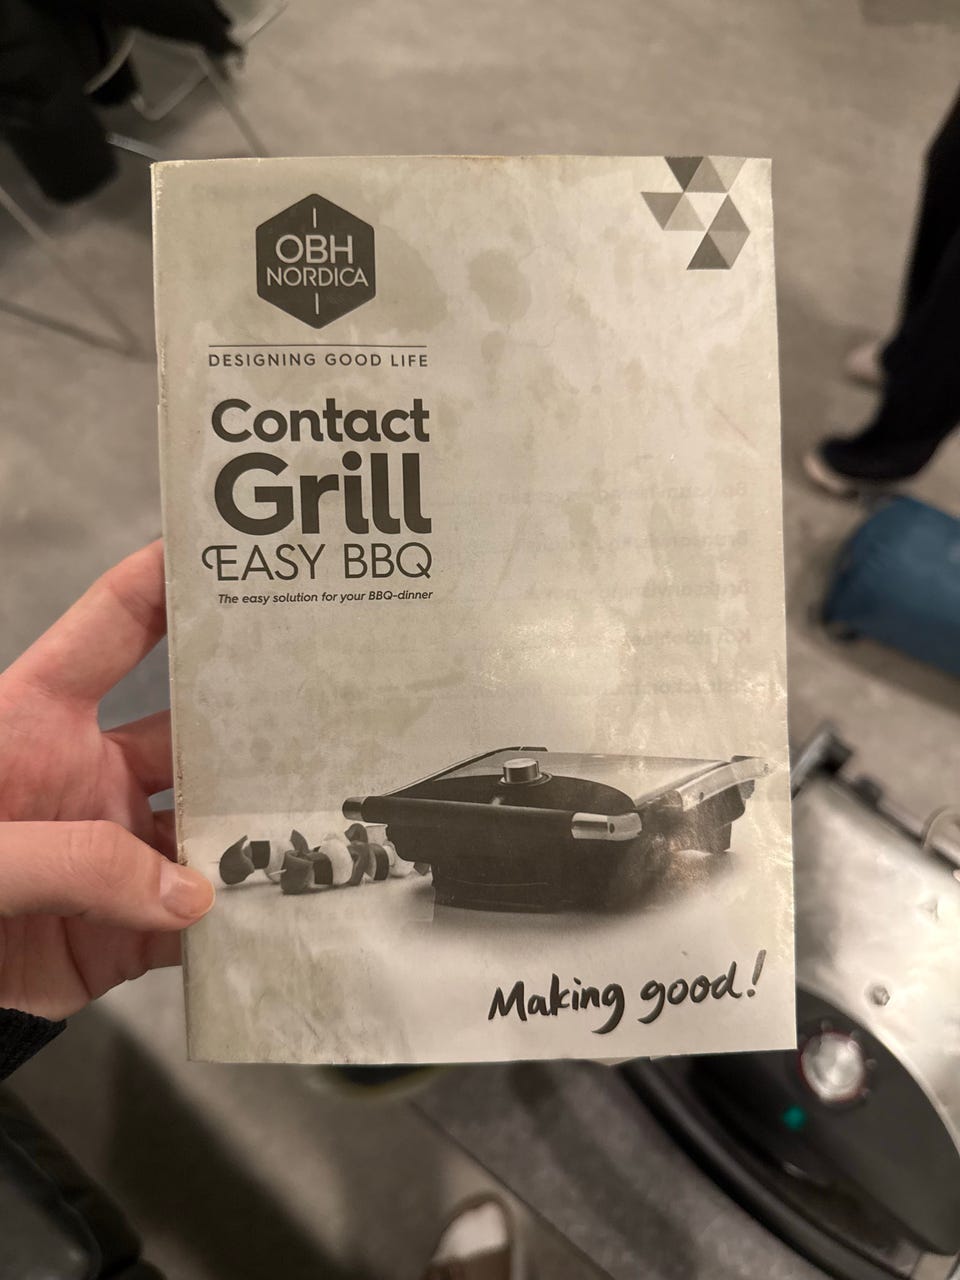 OBH
NORDICA
DESIGNING GOOD LIFE
Contact
Grill
EASY BBQ
The easy solution for your BBQ-dinner
Making good!